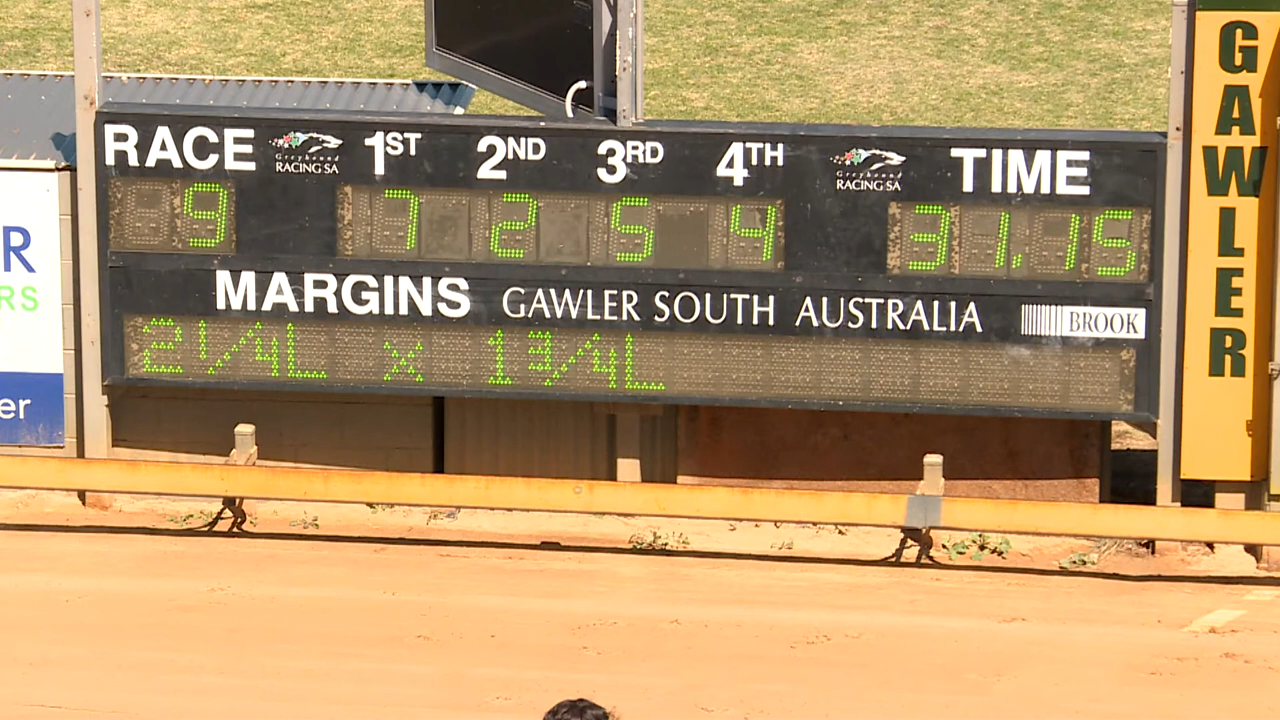 RACE Greyhound RACING SA 1ST 2ND 3RD 4TH Greyhound RACING SA TIME
9 7 2 5 4 31.15
MARGINS GAWLER SOUTH AUSTRALIA BROOK
2 1/4L x 1 3/4L
GAWLER
R
RS
er